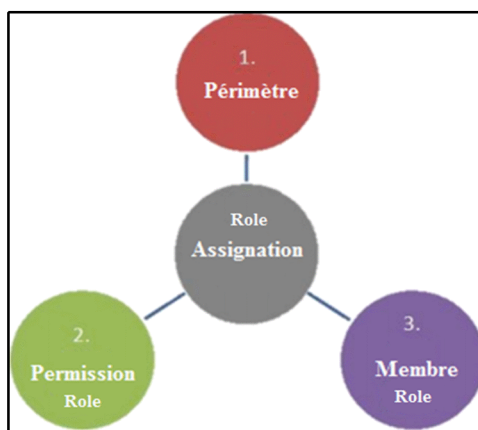 1.
Périmètre
Role
Assignation
2.
Permission
Role
3.
Membre
Role